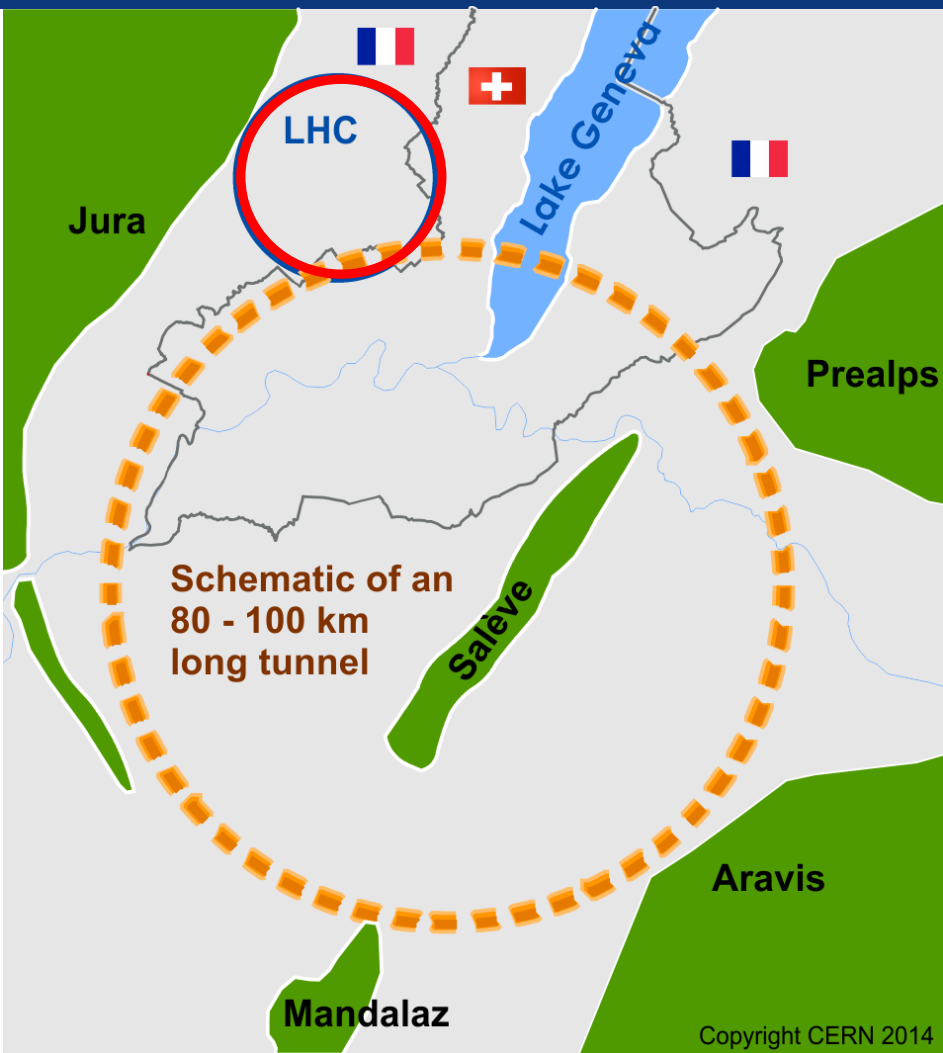 LHC
Lake Geneva
Jura
Prealps
Schematic of an
80 - 100 km
long tunnel
Salève
Aravis
Mandalaz
Copyright CERN 2014